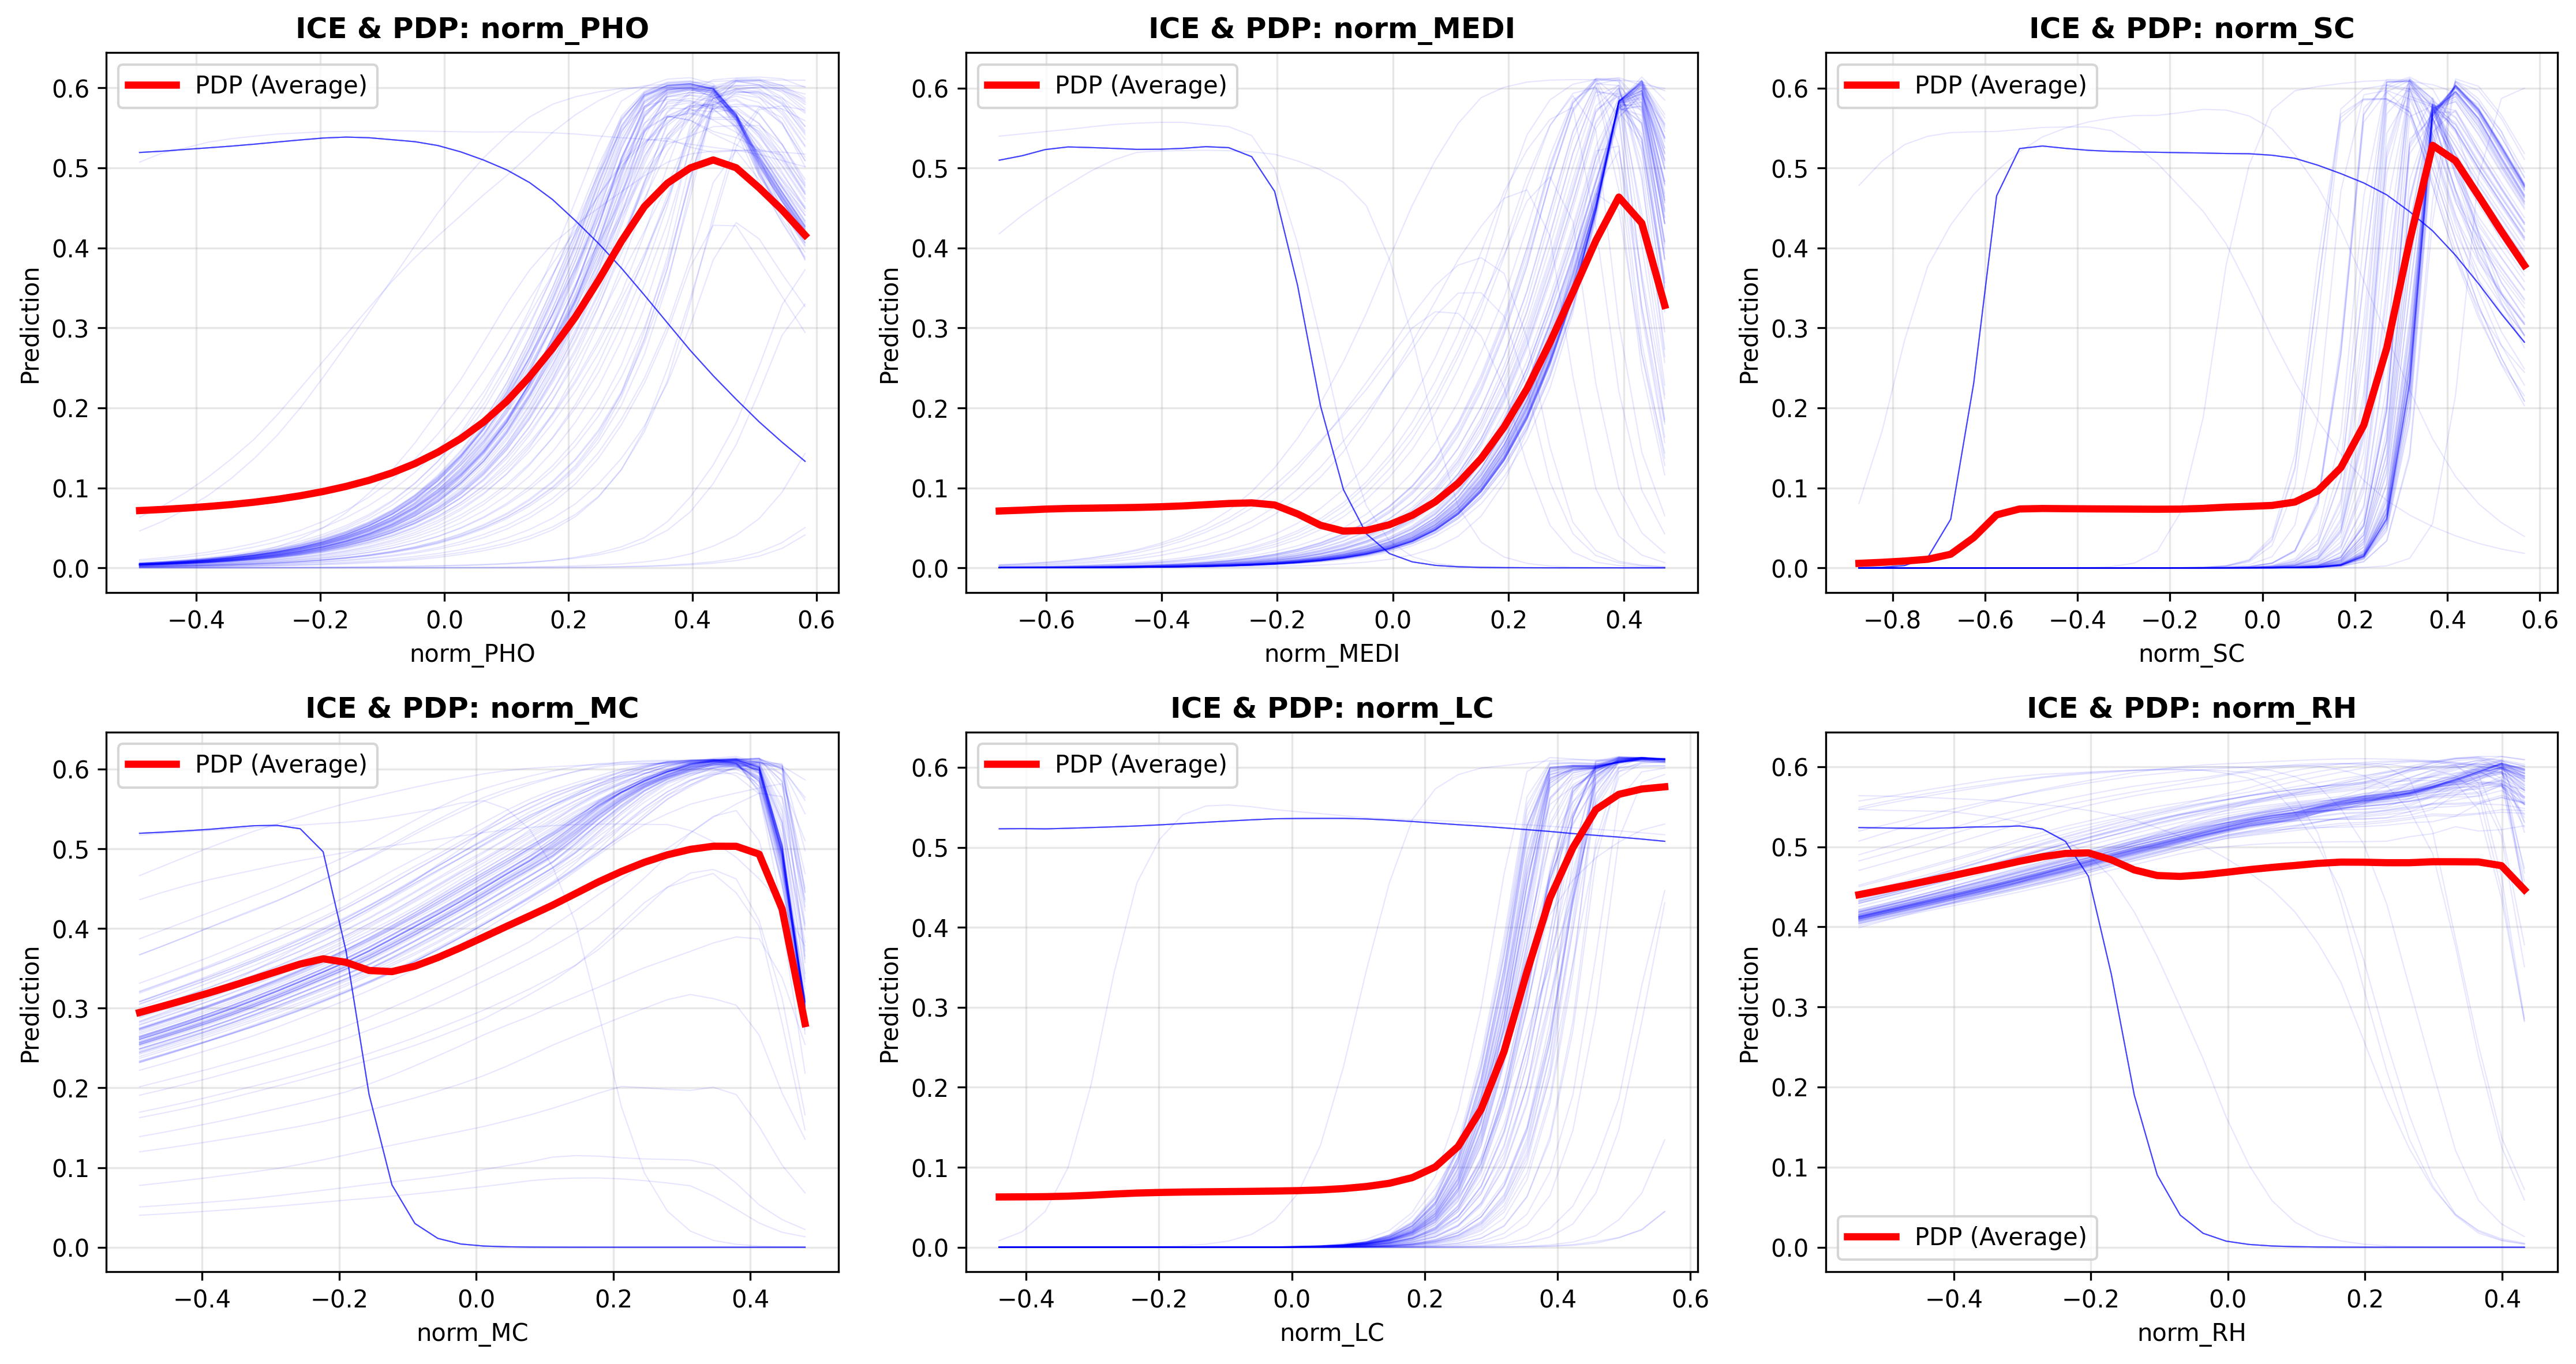 ICE & PDP: norm_PHO
PDP (Average)
Prediction
0.6
0.5
0.4
0.3
0.2
0.1
0.0
−0.4 −0.2 0.0 0.2 0.4 0.6
norm_PHO
ICE & PDP: norm_MEDI
PDP (Average)
Prediction
0.6
0.5
0.4
0.3
0.2
0.1
0.0
−0.6 −0.4 −0.2 0.0 0.2 0.4
norm_MEDI
ICE & PDP: norm_SC
PDP (Average)
Prediction
0.6
0.5
0.4
0.3
0.2
0.1
0.0
−0.8 −0.6 −0.4 −0.2 0.0 0.2 0.4 0.6
norm_SC
ICE & PDP: norm_MC
PDP (Average)
Prediction
0.6
0.5
0.4
0.3
0.2
0.1
0.0
−0.4 −0.2 0.0 0.2 0.4
norm_MC
ICE & PDP: norm_LC
PDP (Average)
Prediction
0.6
0.5
0.4
0.3
0.2
0.1
0.0
−0.4 −0.2 0.0 0.2 0.4 0.6
norm_LC
ICE & PDP: norm_RH
Prediction
0.6
0.5
0.4
0.3
0.2
0.1
0.0
PDP (Average)
−0.4 −0.2 0.0 0.2 0.4
norm_RH